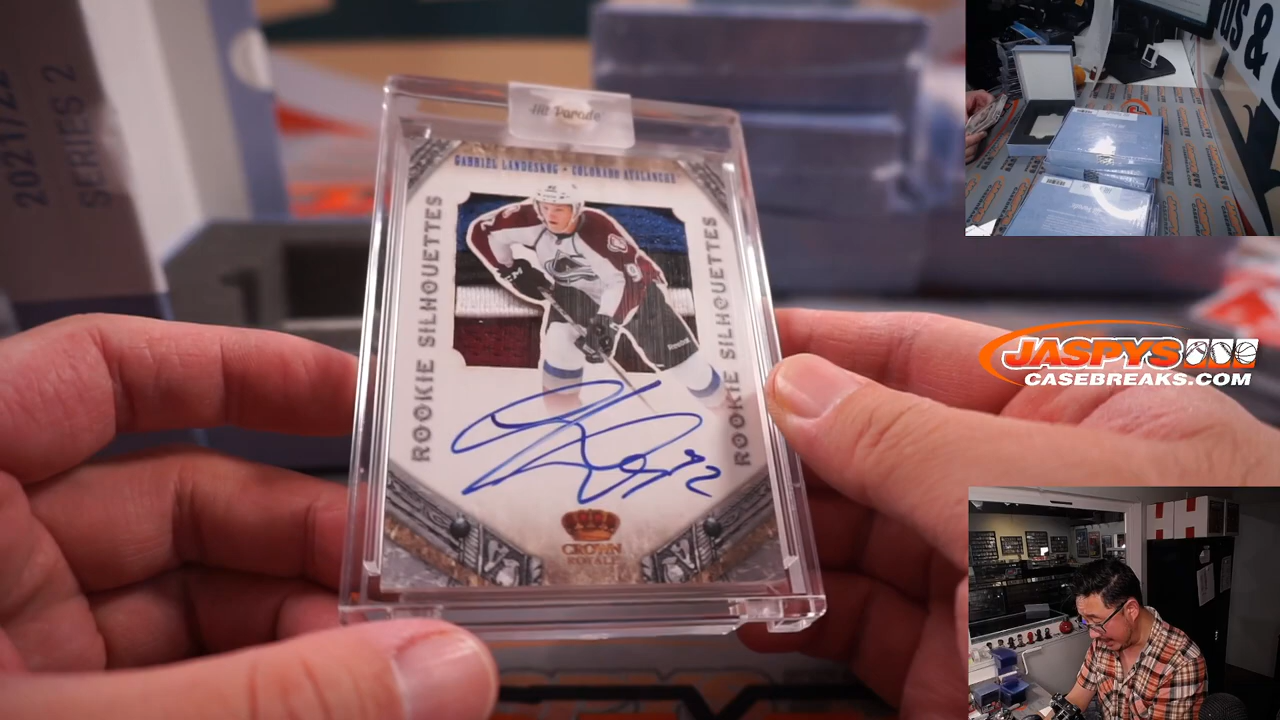 Hit Parade
GABRIEL LANDESKOG • COLORADO AVALANCHE
ROOKIE SILHOUETTES
ROOKIE SILHOUETTES
92
CROWN
ROYALE
2021/22
SERIES 2
JASPYS
CASEBREAKS.COM